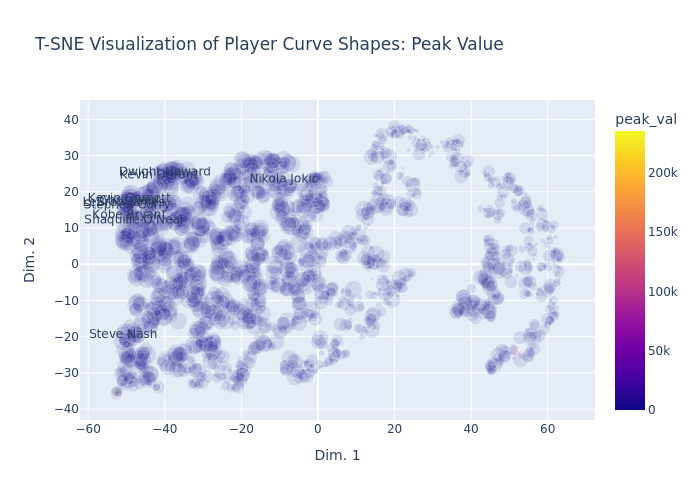 T-SNE Visualization of Player Curve Shapes: Peak Value
peak_val
200k
150k
100k
50k
0
Dim. 2
40
30
20
10
0
−10
−20
−30
−40
Dwight Howard
Nikola Jokic
Stephen Curry
Kobe Bryant
Shaquille O'Neal
Steve Nash
−60
−40
−20
0
20
40
60
Dim. 1